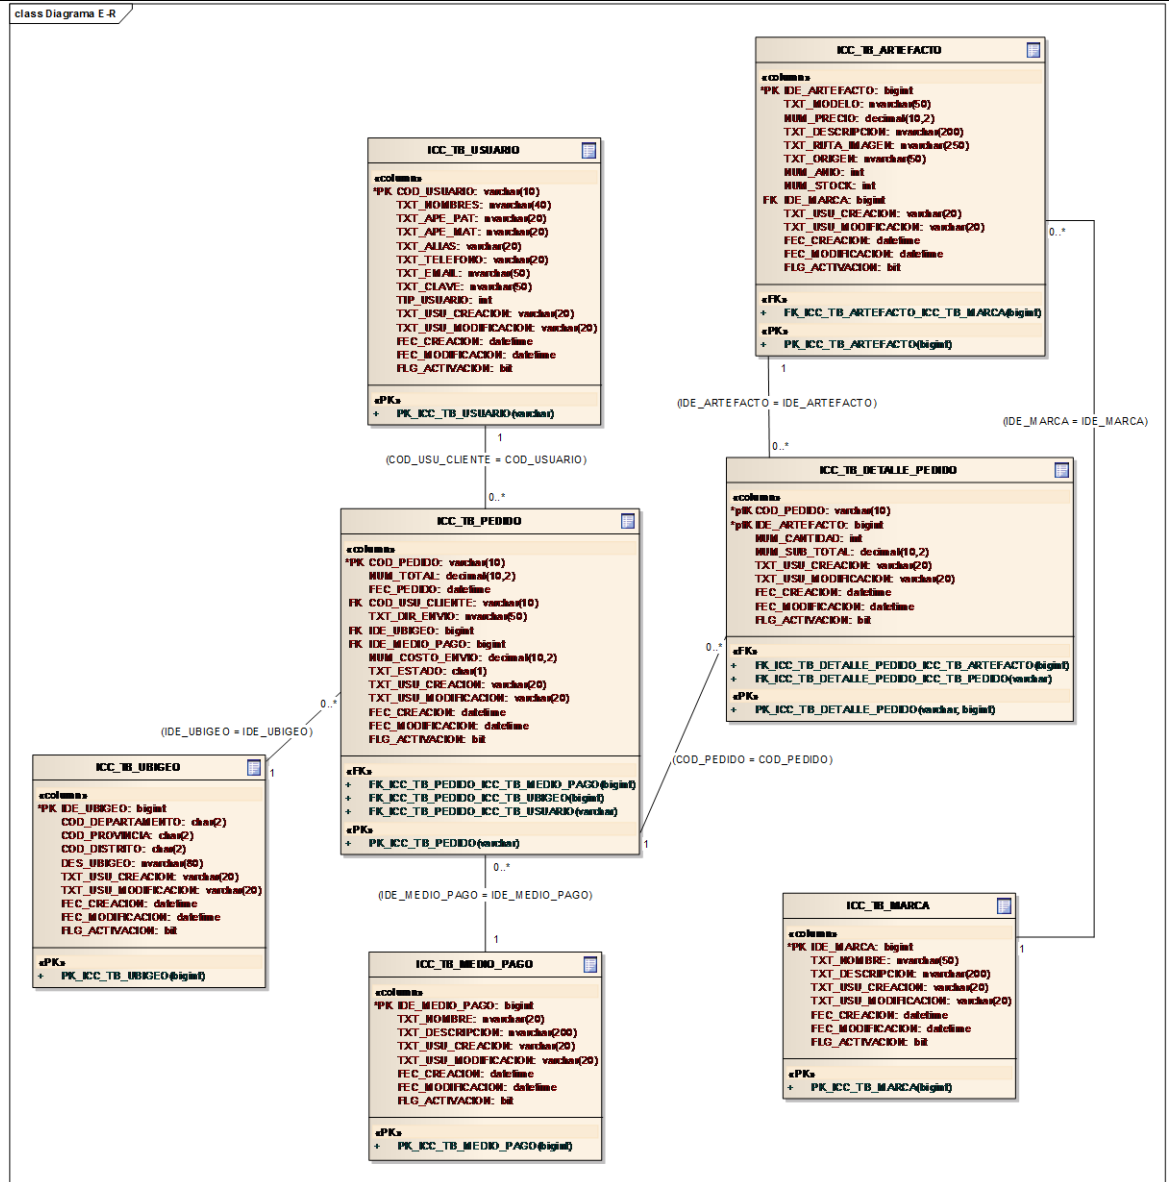 class Diagrama E-R
ICC_TB_ARTEFACTO
«column»
*PK IDE_ARTEFACTO: bigint
TXT_MODELO: nvarchar(50)
NUM_PRECIO: decimal(10,2)
TXT_DESCRIPCION: nvarchar(200)
TXT_RUTA_IMAGEN: nvarchar(250)
TXT_ORIGEN: nvarchar(50)
NUM_ANIO: int
NUM_STOCK: int
FK IDE_MARCA: bigint
TXT_USU_CREACION: varchar(20)
TXT_USU_MODIFICACION: varchar(20)
FEC_CREACION: datetime
FEC_MODIFICACION: datetime
FLG_ACTIVACION: bit
«FK»
+ FK_ICC_TB_ARTEFACTO_ICC_TB_MARCA(bigint)
«PK»
+ PK_ICC_TB_ARTEFACTO(bigint)
0..*
1
(IDE_ARTEFACTO = IDE_ARTEFACTO)
0..*
(IDE_MARCA = IDE_MARCA)
ICC_TB_USUARIO
«column»
*PK COD_USUARIO: varchar(10)
TXT_NOMBRES: nvarchar(40)
TXT_APE_PAT: nvarchar(20)
TXT_APE_MAT: nvarchar(20)
TXT_ALIAS: varchar(20)
TXT_TELEFONO: varchar(20)
TXT_EMAIL: nvarchar(50)
TXT_CLAVE: nvarchar(50)
TIP_USUARIO: int
TXT_USU_CREACION: varchar(20)
TXT_USU_MODIFICACION: varchar(20)
FEC_CREACION: datetime
FEC_MODIFICACION: datetime
FLG_ACTIVACION: bit
«PK»
+ PK_ICC_TB_USUARIO(varchar)
1
(COD_USU_CLIENTE = COD_USUARIO)
0..*
ICC_TB_DETALLE_PEDIDO
«column»
*pfK COD_PEDIDO: varchar(10)
*pfK IDE_ARTEFACTO: bigint
NUM_CANTIDAD: int
NUM_SUB_TOTAL: decimal(10,2)
TXT_USU_CREACION: varchar(20)
TXT_USU_MODIFICACION: varchar(20)
FEC_CREACION: datetime
FEC_MODIFICACION: datetime
FLG_ACTIVACION: bit
«FK»
+ FK_ICC_TB_DETALLE_PEDIDO_ICC_TB_ARTEFACTO(bigint)
+ FK_ICC_TB_DETALLE_PEDIDO_ICC_TB_PEDIDO(varchar)
«PK»
+ PK_ICC_TB_DETALLE_PEDIDO(varchar, bigint)
0..*
(COD_PEDIDO = COD_PEDIDO)
1
ICC_TB_PEDIDO
«column»
*PK COD_PEDIDO: varchar(10)
NUM_TOTAL: decimal(10,2)
FEC_PEDIDO: datetime
FK COD_USU_CLIENTE: varchar(10)
TXT_DIR_ENVIO: nvarchar(50)
FK IDE_UBIGEO: bigint
FK IDE_MEDIO_PAGO: bigint
NUM_COSTO_ENVIO: decimal(10,2)
TXT_ESTADO: char(1)
TXT_USU_CREACION: varchar(20)
TXT_USU_MODIFICACION: varchar(20)
FEC_CREACION: datetime
FEC_MODIFICACION: datetime
FLG_ACTIVACION: bit
«FK»
+ FK_ICC_TB_PEDIDO_ICC_TB_MEDIO_PAGO(bigint)
+ FK_ICC_TB_PEDIDO_ICC_TB_UBIGEO(bigint)
+ FK_ICC_TB_PEDIDO_ICC_TB_USUARIO(varchar)
«PK»
+ PK_ICC_TB_PEDIDO(varchar)
0..*
(IDE_UBIGEO = IDE_UBIGEO)
1
ICC_TB_UBIGEO
«column»
*PK IDE_UBIGEO: bigint
COD_DEPARTAMENTO: char(2)
COD_PROVINCIA: char(2)
COD_DISTRITO: char(2)
DES_UBIGEO: nvarchar(80)
TXT_USU_CREACION: varchar(20)
TXT_USU_MODIFICACION: varchar(20)
FEC_CREACION: datetime
FEC_MODIFICACION: datetime
FLG_ACTIVACION: bit
«PK»
+ PK_ICC_TB_UBIGEO(bigint)
0..*
(IDE_MEDIO_PAGO = IDE_MEDIO_PAGO)
1
ICC_TB_MEDIO_PAGO
«column»
*PK IDE_MEDIO_PAGO: bigint
TXT_NOMBRE: nvarchar(20)
TXT_DESCRIPCION: nvarchar(200)
TXT_USU_CREACION: varchar(20)
TXT_USU_MODIFICACION: varchar(20)
FEC_CREACION: datetime
FEC_MODIFICACION: datetime
FLG_ACTIVACION: bit
«PK»
+ PK_ICC_TB_MEDIO_PAGO(bigint)
ICC_TB_MARCA
«column»
*PK IDE_MARCA: bigint
TXT_NOMBRE: nvarchar(50)
TXT_DESCRIPCION: nvarchar(200)
TXT_USU_CREACION: varchar(20)
TXT_USU_MODIFICACION: varchar(20)
FEC_CREACION: datetime
FEC_MODIFICACION: datetime
FLG_ACTIVACION: bit
«PK»
+ PK_ICC_TB_MARCA(bigint)
1